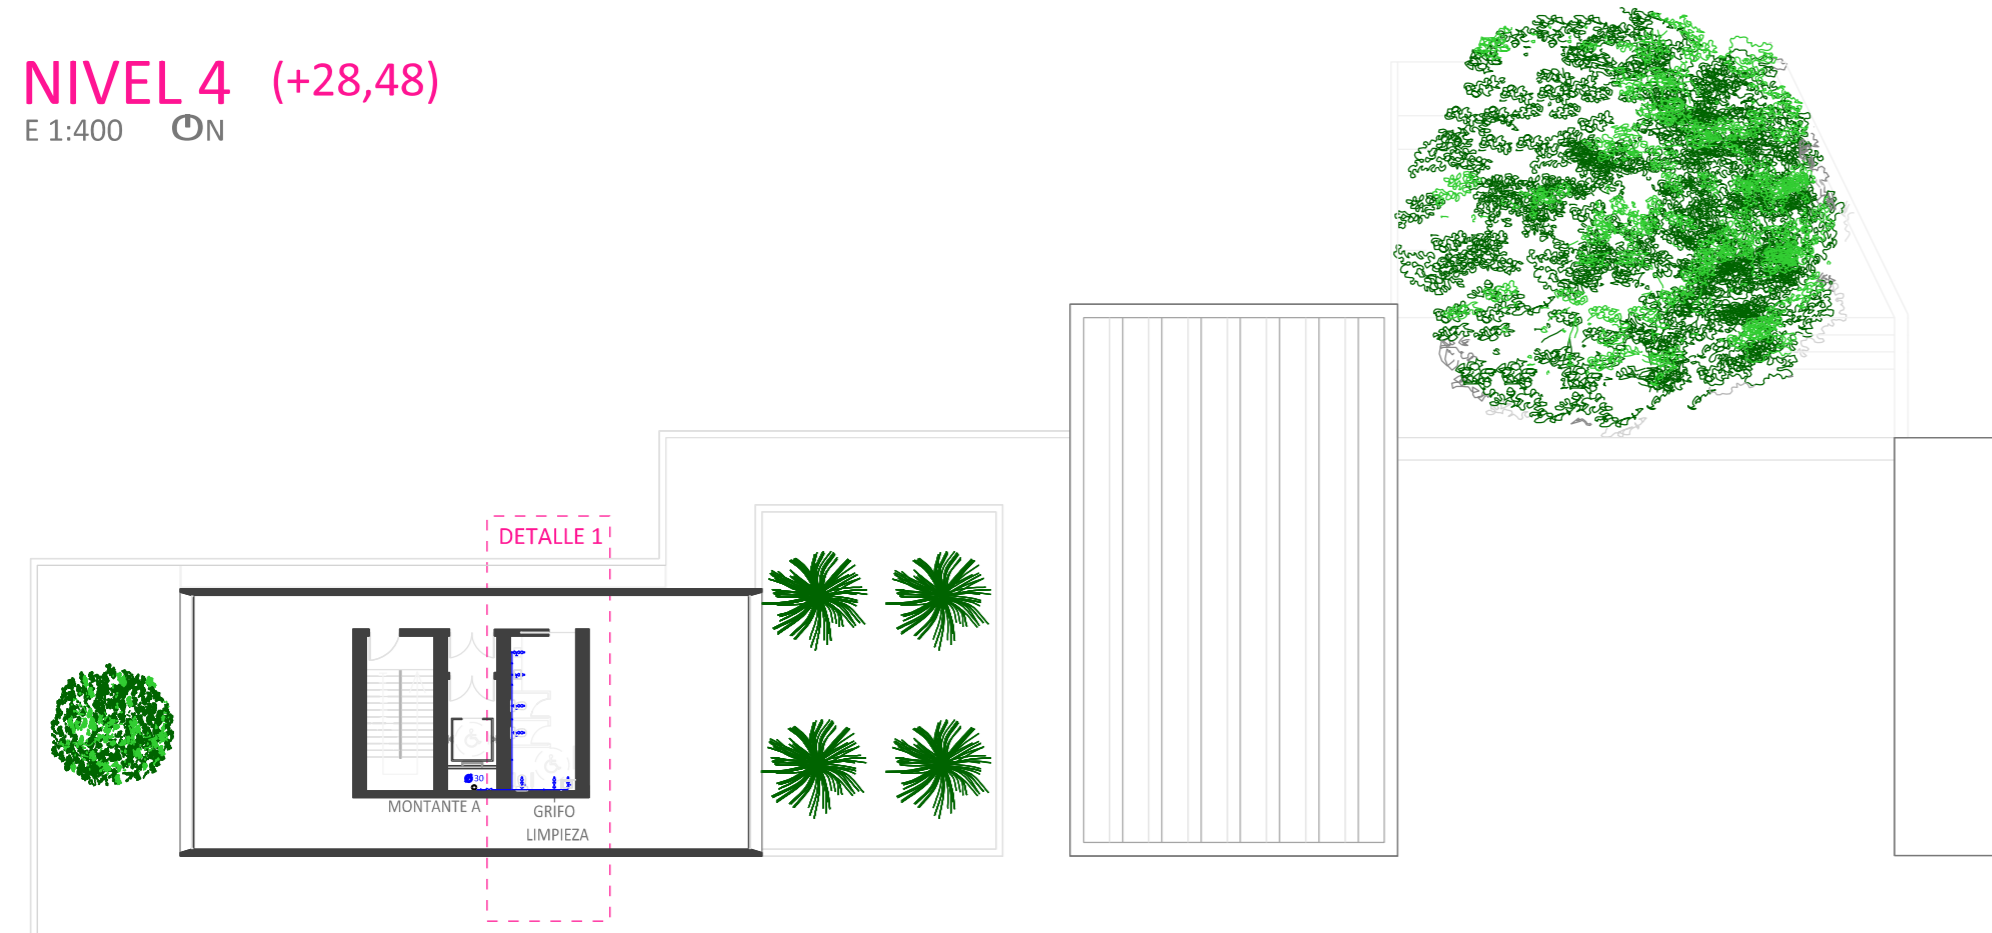 NIVEL 4 (+28,48)
E 1:400 N
DETALLE 1
30
MONTANTE A
GRIFO
LIMPIEZA